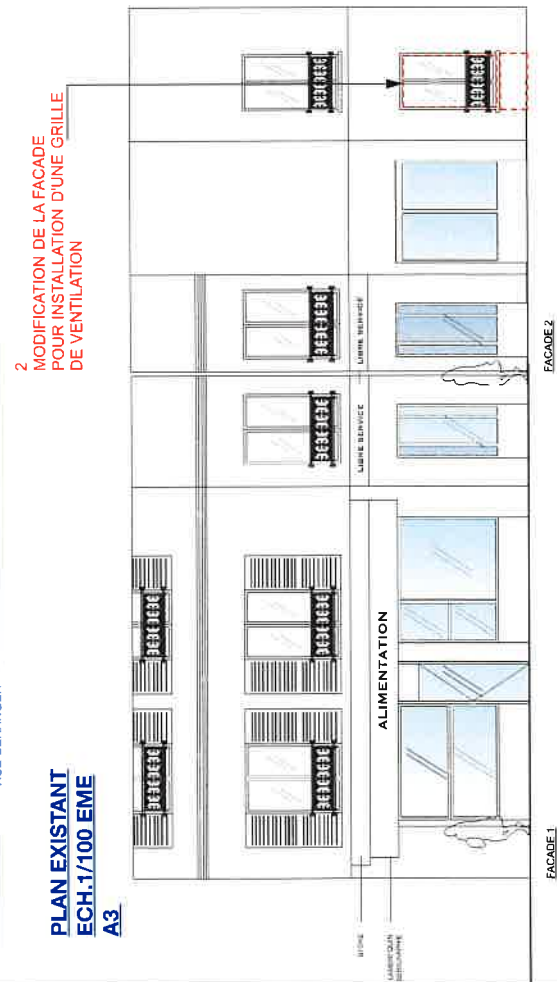 PLAN EXISTANT
ECH.1/100 EME
A3
2
MODIFICATION DE LA FACADE
POUR INSTALLATION D'UNE GRILLE
DE VENTILATION
LIBRE SERVICE
LIBRE SERVICE
ALIMENTATION
STORE
LAMBREQUIN
FACADE 1
FACADE 2